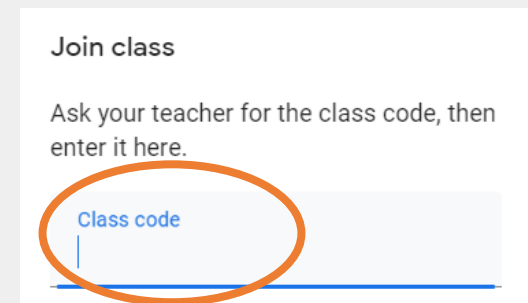 Join class
Ask your teacher for the class code, then
enter it here.
Class code